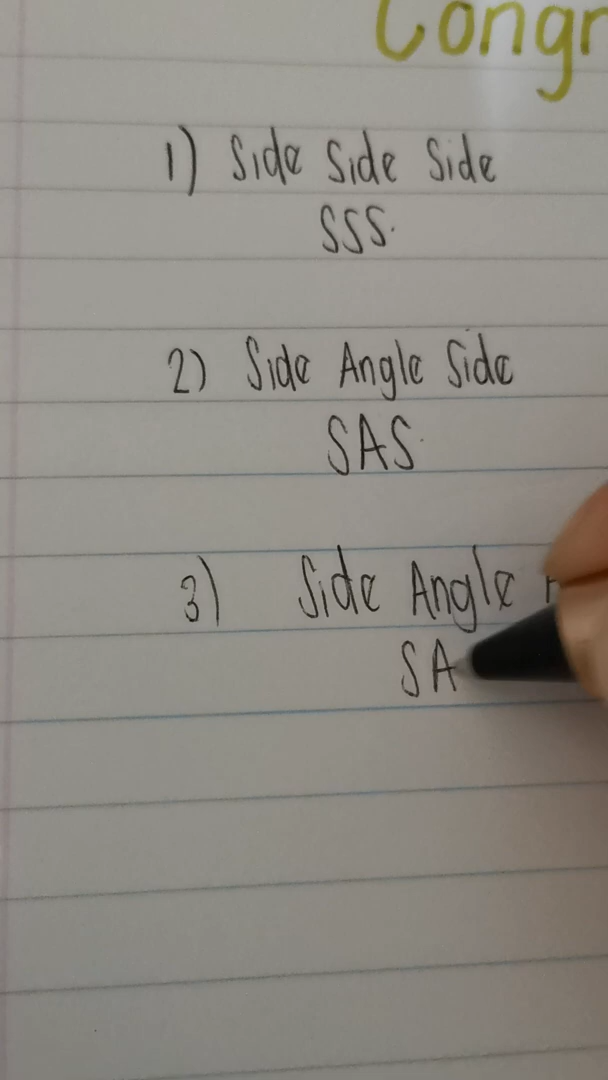 Congr
1) Side Side Side
SSS.
2) Side Angle Side
SAS.
3) Side Angle
SA